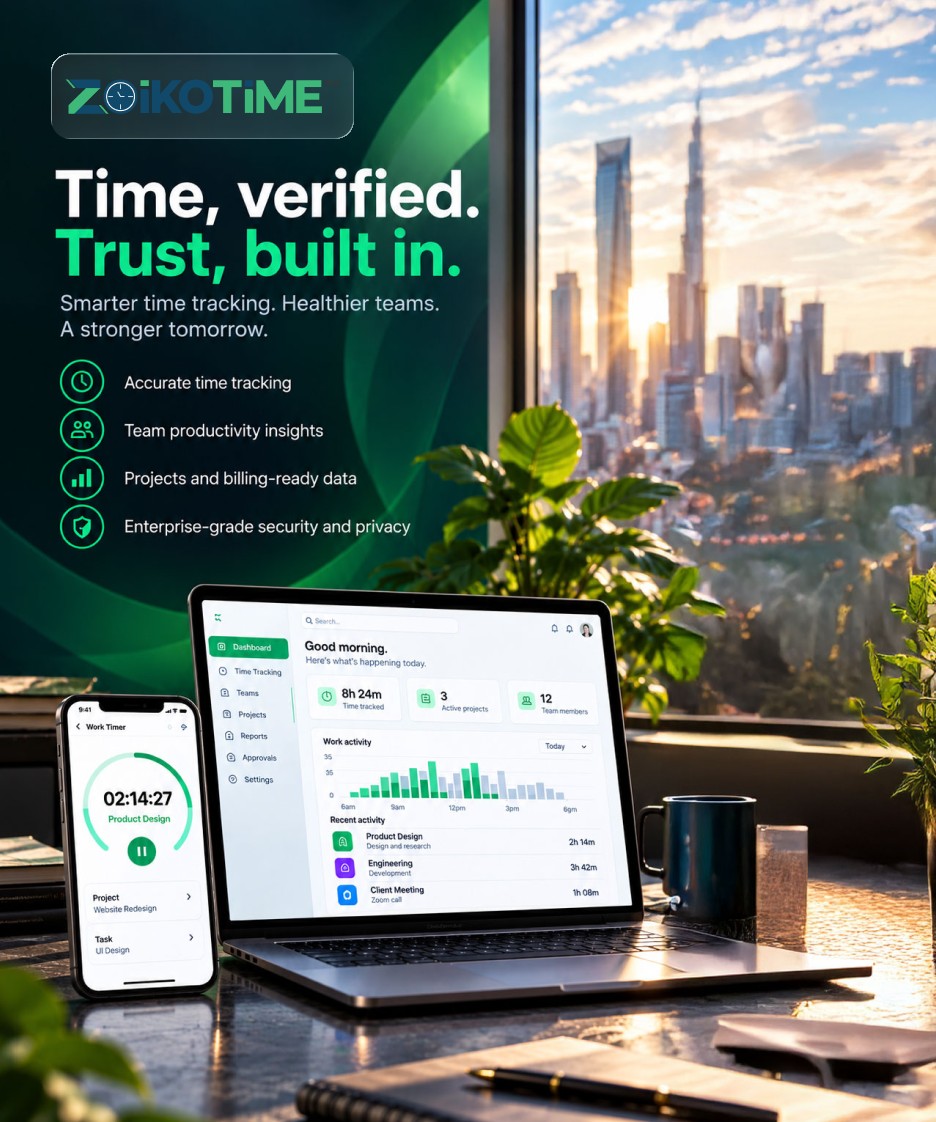 ZOiKOTiME
Time, verified.
Trust, built in.
Smarter time tracking. Healthier teams.
A stronger tomorrow.
Accurate time tracking
Team productivity insights
Projects and billing-ready data
Enterprise-grade security and privacy
Search...
Dashboard
Time Tracking
Teams
Projects
Reports
Approvals
Settings
Good morning.
Here's what's happening today.
8h 24m
Time tracked
3
Active projects
12
Team members
Work activity
Today
35
36
0
6am 9am 12pm 3pm 6gm
Recent activity
Product Design
Design and research
2h 14m
Engineering
Development
3h 42m
Client Meeting
Zoom call
1h 08m
9:41
Work Timer
02:14:27
Product Design
Project
Website Redesign
Task
UI Design